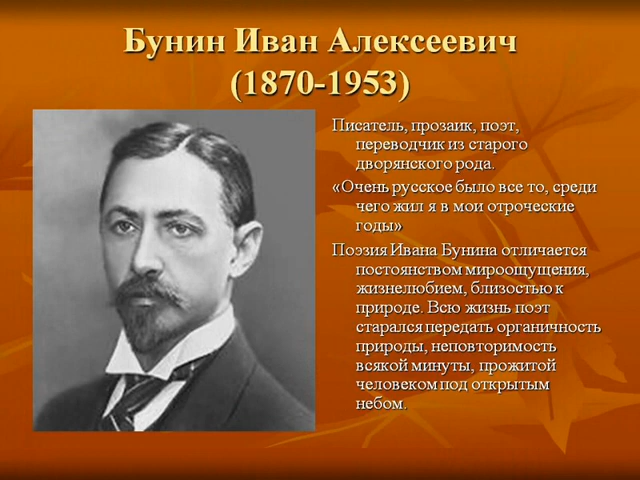 Бунин Иван Алексеевич
(1870-1953)
Писатель, прозаик, поэт,
переводчик из старого
дворянского рода.
«Очень русское было все то, среди
чего жил я в мои отроческие
годы»
Поэзия Ивана Бунина отличается
постоянством мироощущения,
жизнелюбием, близостью к
природе. Всю жизнь поэт
старался передать органичность
природы, неповторимость
всякой минуты, прожитой
человеком под открытым
небом.